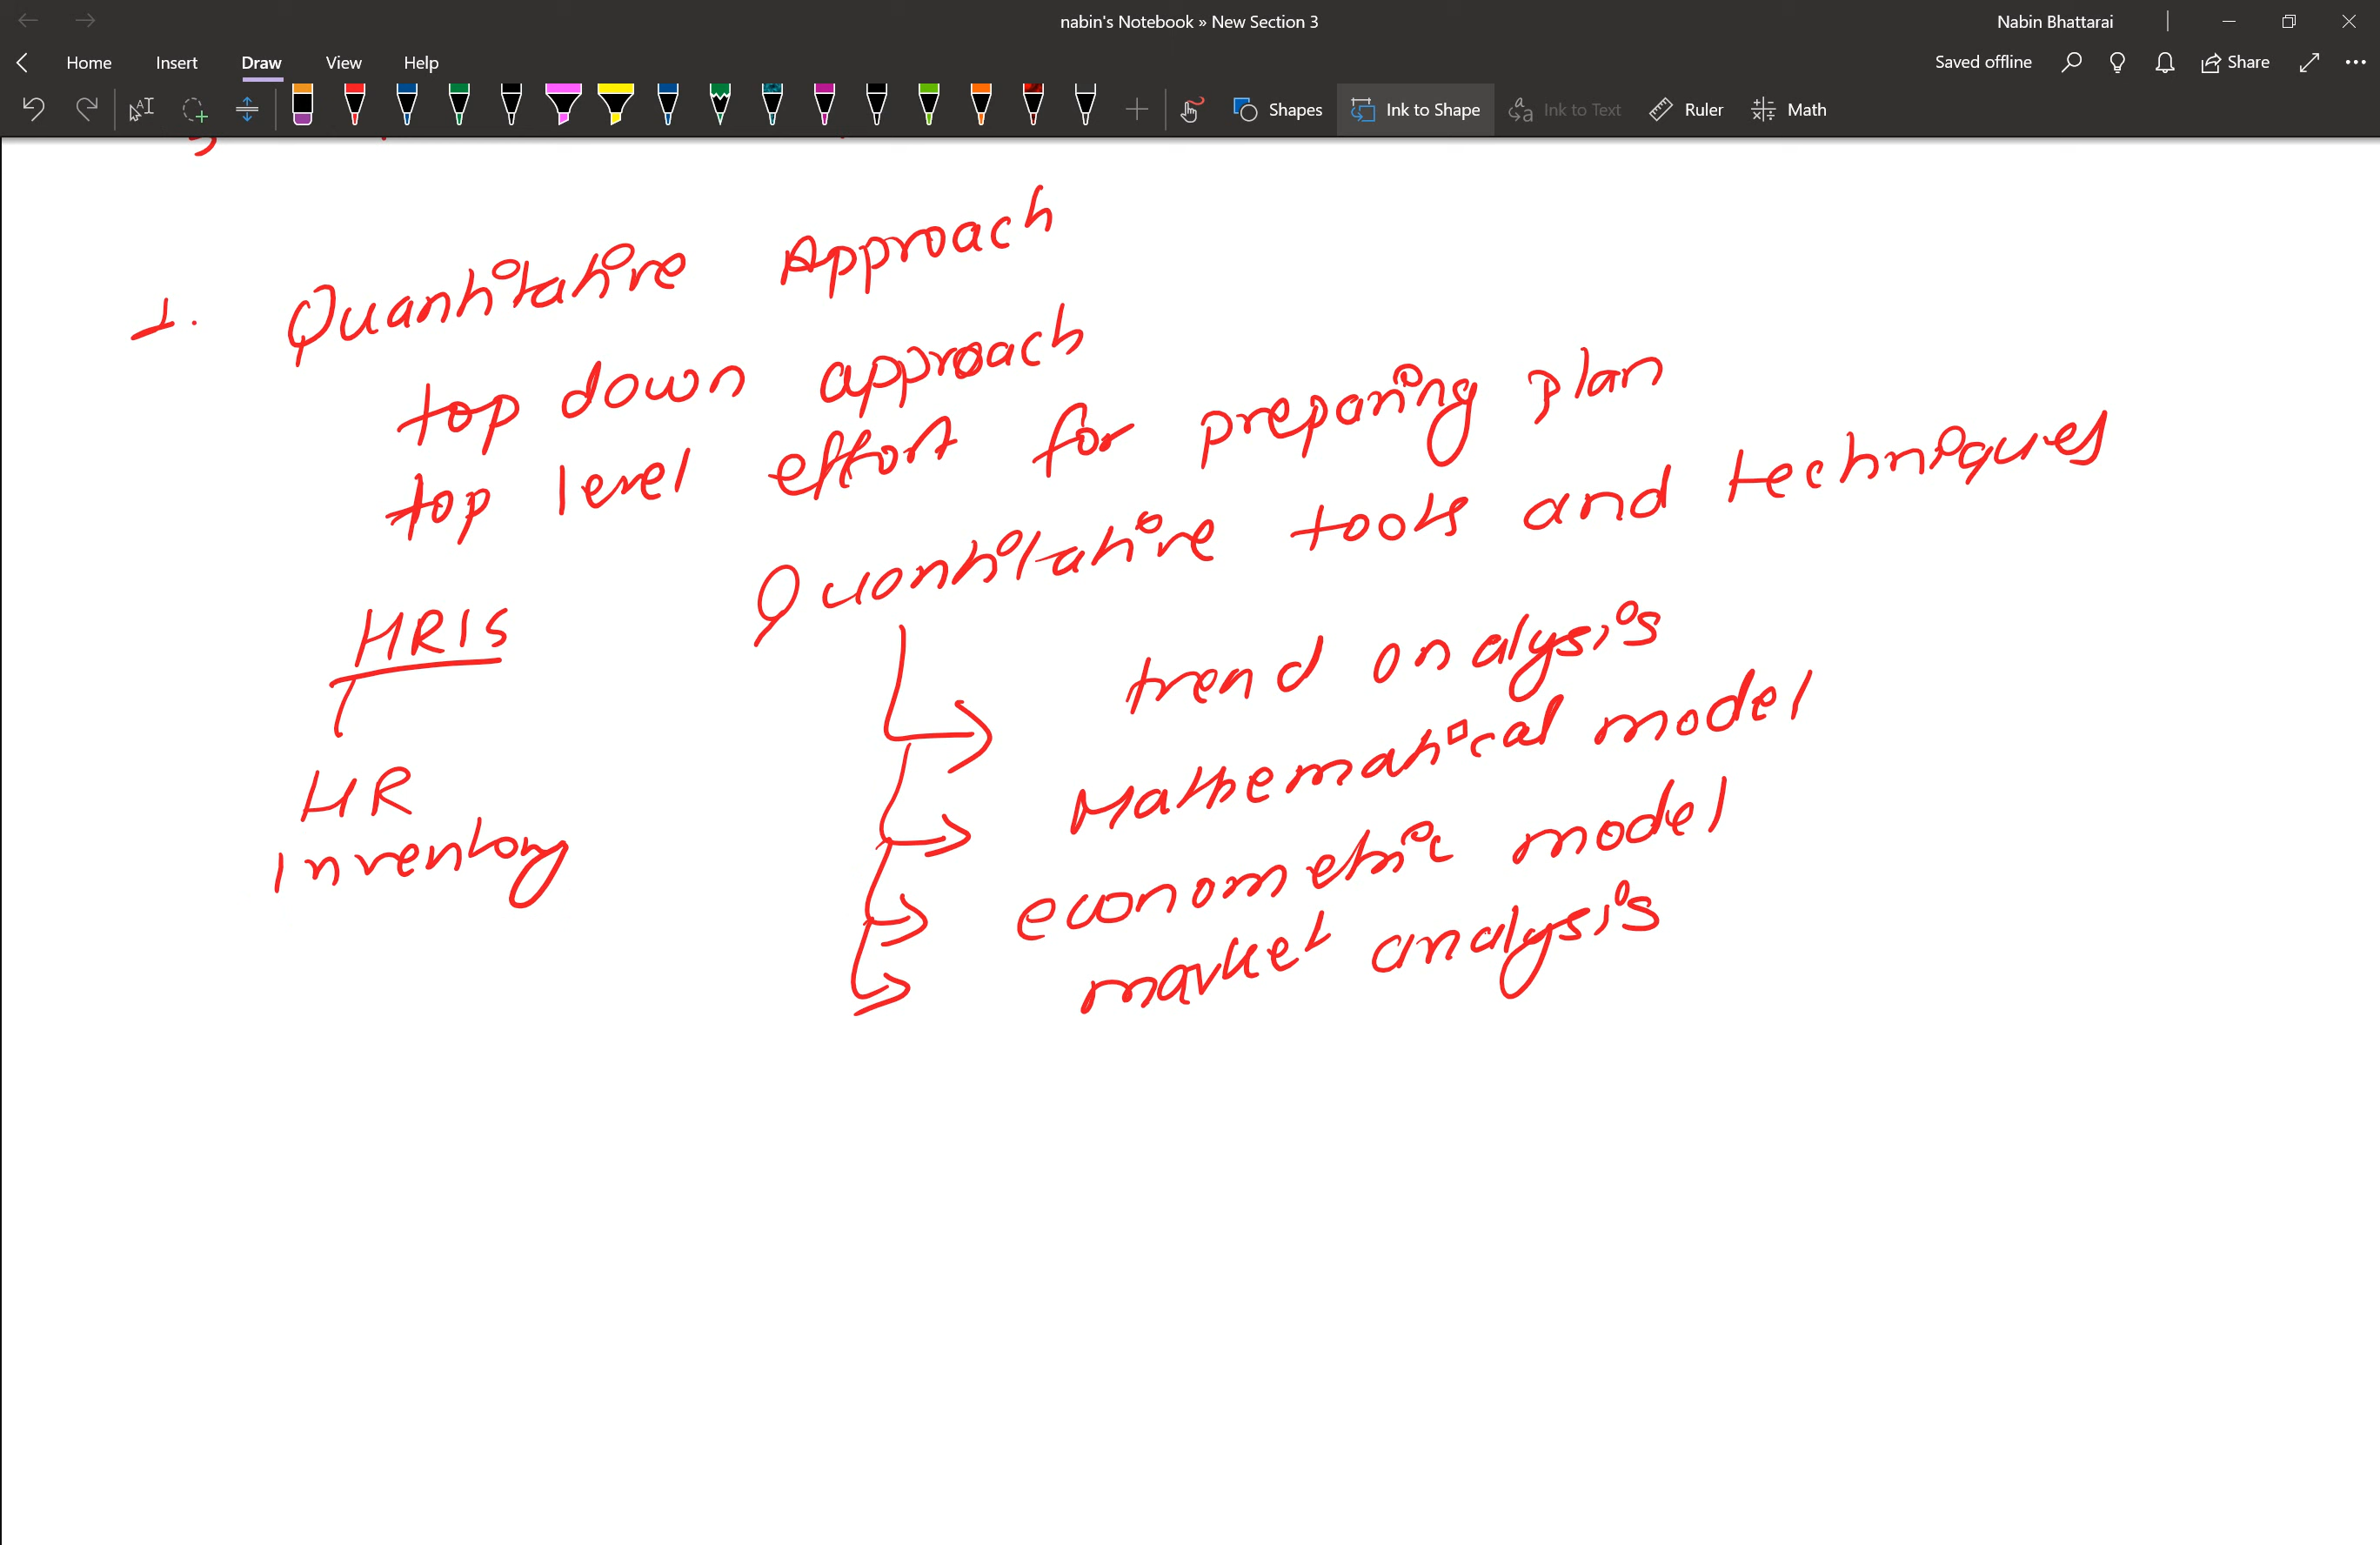 nabin's Notebook » New Section 3
Nabin Bhattarai
Home Insert Draw View Help
Saved offline
Share
Shapes Ink to Shape Ink to Text Ruler Math
1. Quantitative Approach
top down approach
top level effort for preparing plan
Quantitative tools and techniques
HRIS
trend analysis
HR
Mathematical model
Inventory
econometric model
market analysis